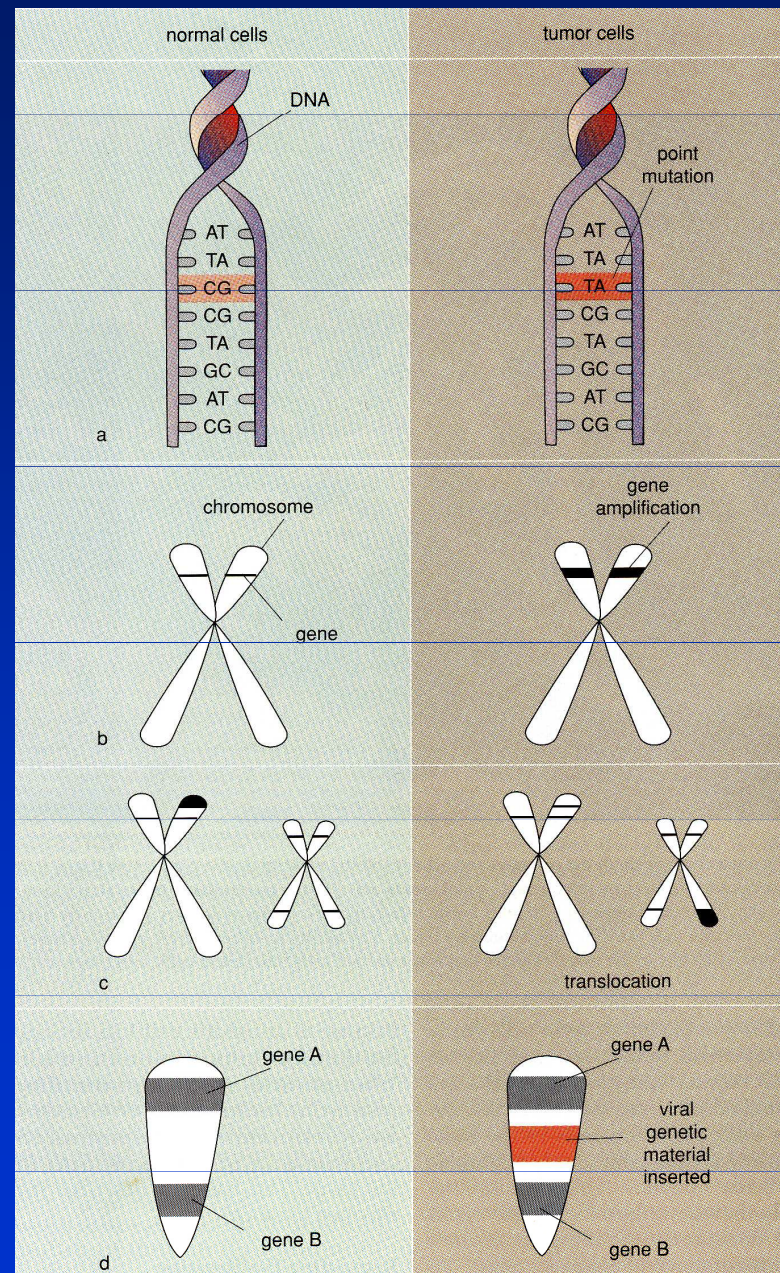 normal cells
tumor cells
DNA
AT
TA
CG
CG
TA
GC
AT
CG
a
point
mutation
AT
TA
TA
CG
TA
GC
AT
CG
chromosome
gene
b
gene
amplification
c
translocation
gene A
gene B
d
gene A
viral
genetic
material
inserted
gene B